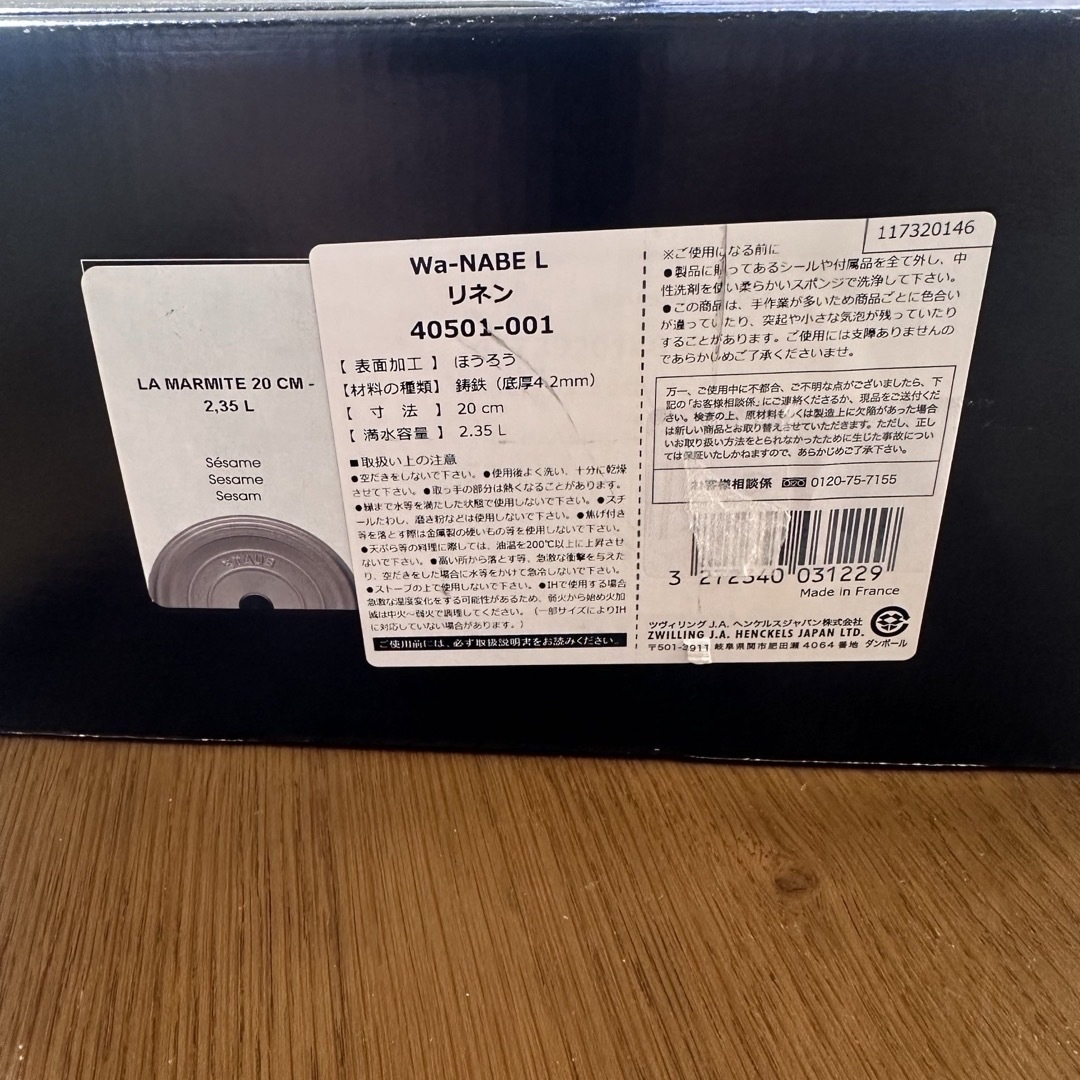 LA MARMITE 20 CM -
2,35 L
Sésame
Sesame
Sesam
STAUB
Wa-NABE L
リネン
40501-001
【 表面加工 】 ほうろう
【材料の種類】 鋳鉄（底厚4.2mm）
【 寸 法 】 20 cm
【 満水容量 】 2.35 L
■取扱い上の注意
●空だきをしないで下さい。●使用後よく洗い、十分に乾燥
させて下さい。●取っ手の部分は熱くなることがあります。
●縁まで水等を満たした状態で使用しないで下さい。●スチ
ールたわし、磨き粉などは使用しないで下さい。●焦げ付き
等を落とす際は金属製の硬いもの等を使用しないで下さい。
●天ぷら等の料理に際しては、油温を200℃以上に上昇させ
ないで下さい。●高い所から落とす等、急激な衝撃を与えた
り、空だきをした場合に水等をかけて急冷しないで下さい。
●ストーブの上で使用しないで下さい。●IHで使用する場合
急激な温度変化をする可能性があるため、弱火から始め火加
減は中火～弱火で調理してください。（一部サイズによりIH
に対応していない場合があります。）
ご使用前には、必ず取扱説明書をお読みください。
117320146
※ご使用になる前に
●製品に貼ってあるシールや付属品を全て外し、中
性洗剤を使い柔らかいスポンジで洗浄して下さい。
●この商品は、手作業が多いため商品ごとに色合い
が違っていたり、突起や小さな気泡が残っていたり
することがあります。ご使用には支障ありませんの
であらかじめご了承くださいませ。
万一、ご使用中に不都合、ご不明な点がございましたら、下
記の「お客様相談係」にご連絡くださるか、現品をご送付くだ
さい。検査の上、原材料もしくは製造上に欠陥があった場合
は新しい商品とお取り替えさせていただきます。ただし、正し
いお取り扱い方法をとられなかったために生じた事故につい
ては保証いたしかねますので、あらかじめご了承下さい。
お客様相談係 0120-75-7155
3 272340 031229
Made in France
ツヴィリング J.A. ヘンケルスジャパン株式会社
ZWILLING J.A. HENCKELS JAPAN LTD.
〒501-3911 岐阜県関市肥田瀬 4064 番地
ダンボール